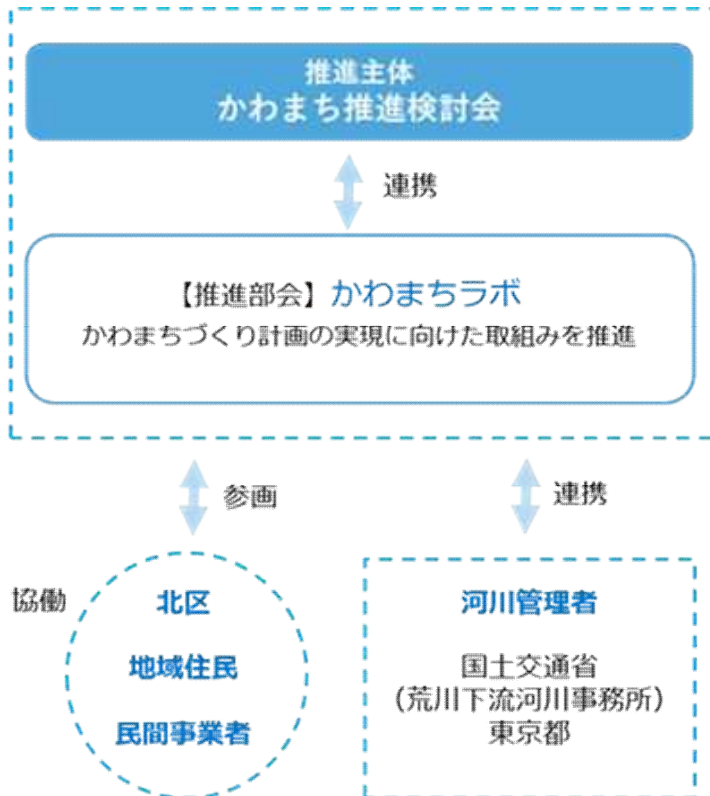 推進主体
かわまち推進検討会
連携
【推進部会】かわまちラボ
かわまちづくり計画の実現に向けた取組みを推進
参画
連携
協働
北区
地域住民
民間事業者
河川管理者
国土交通省
（荒川下流河川事務所）
東京都